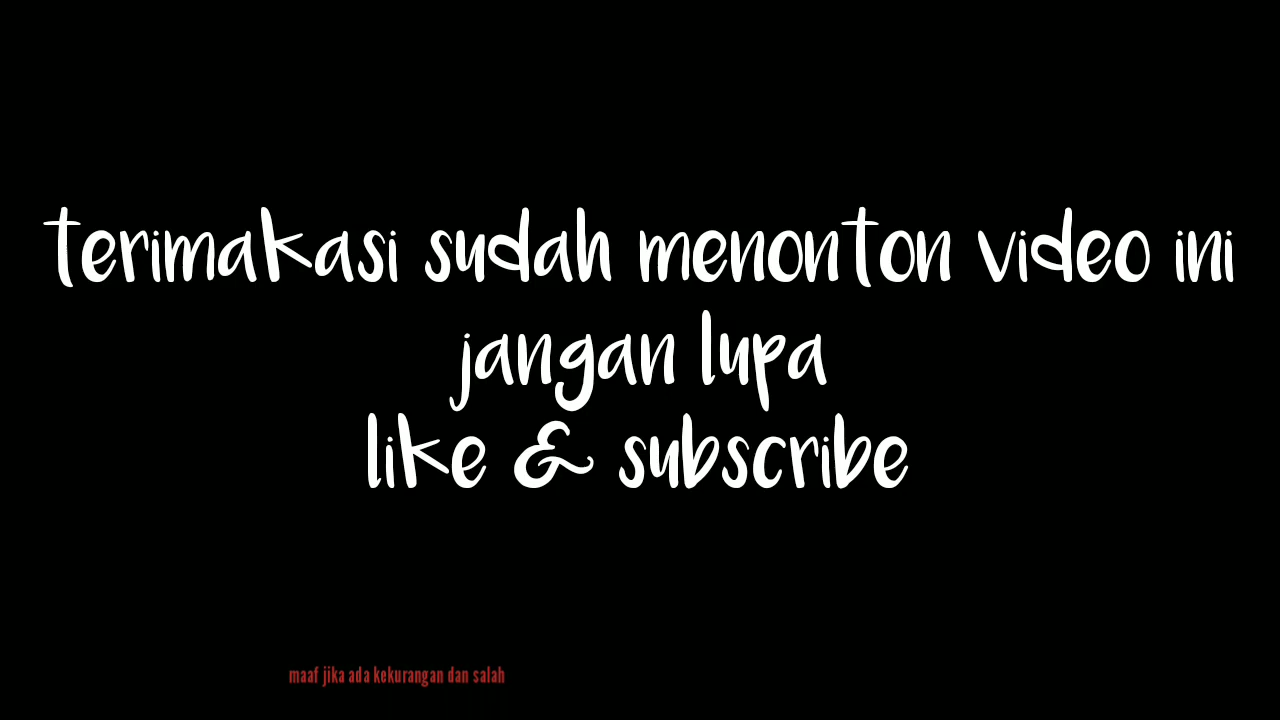 terimakasi sudah menonton video ini
jangan lupa
like & subscribe
maaf jika ada kekurangan dan salah